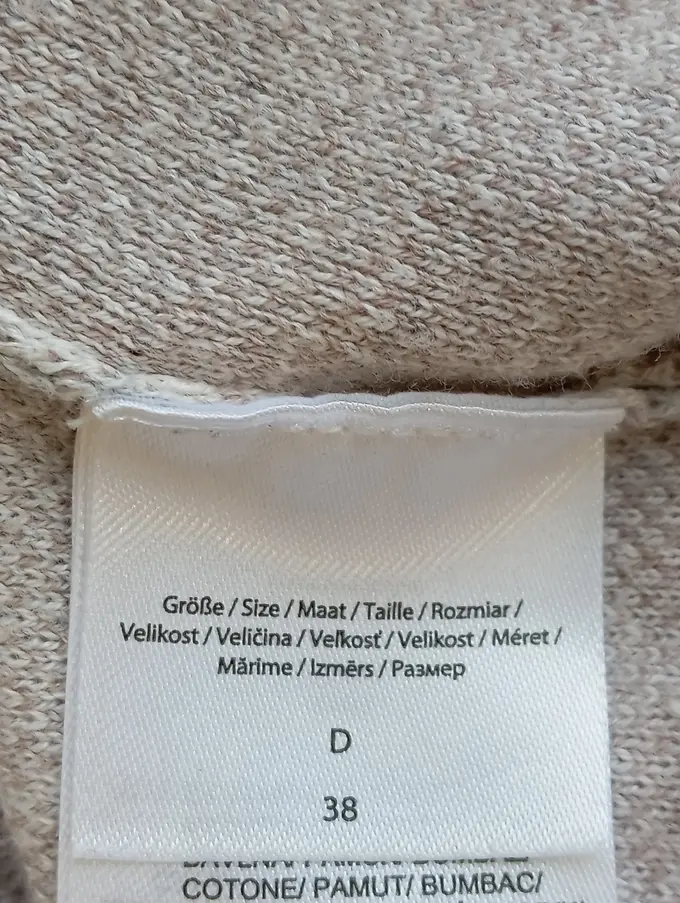 Größe / Size / Maat / Taille / Rozmiar /
Velikost / Veličina / Veľkosť / Velikost / Méret /
Mărime / Izmērs / Размер
D
38
COTONE/ PAMUT/ BUMBAC/